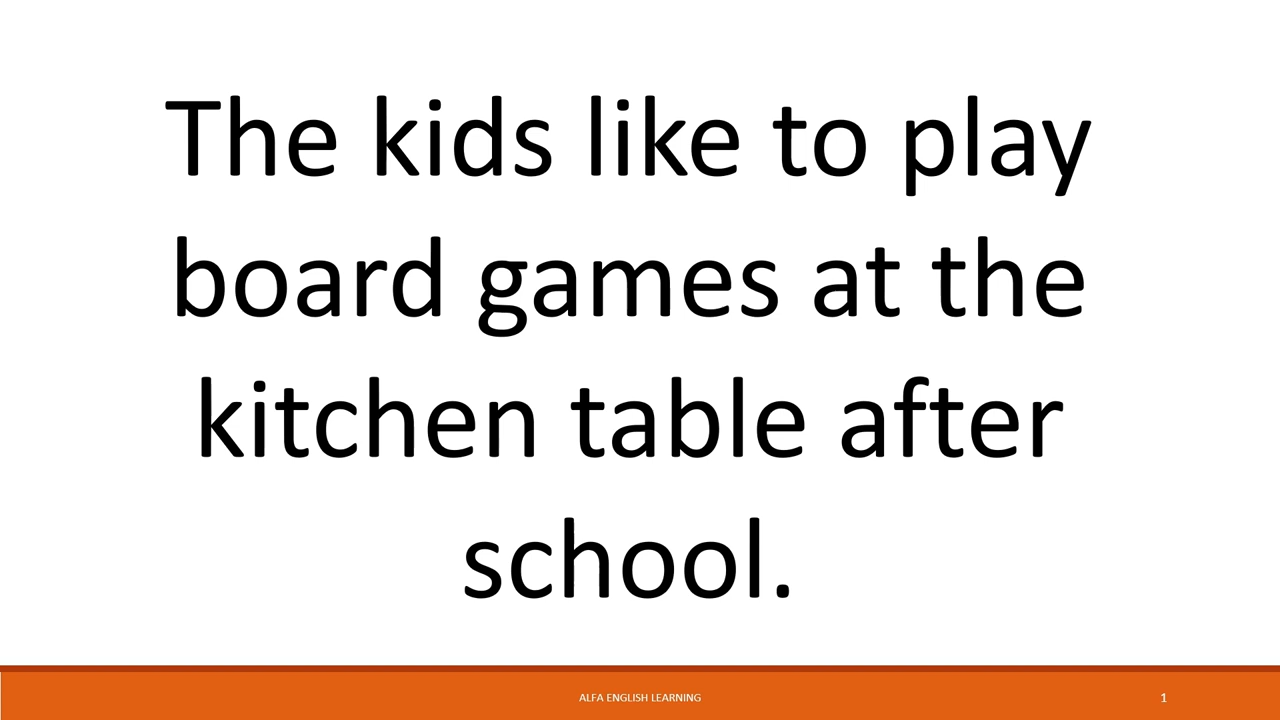 The kids like to play
board games at the
kitchen table after
school.
ALFA ENGLISH LEARNING
1